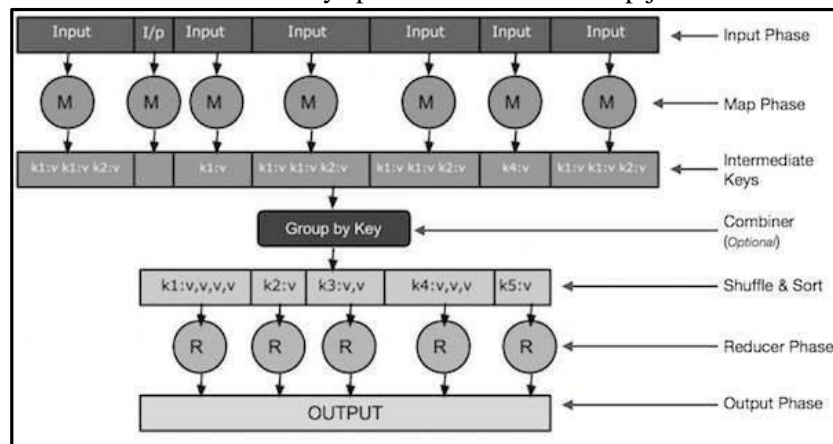 Input I/p Input Input Input Input Input Input Phase
M M M M M M M Map Phase
k1:v k1:v k2:v k1:v k1:v k1:v k2:v k1:v k1:v k2:v k4:v k1:v k1:v k2:v Intermediate
Keys
Group by Key Combiner
(Optional)
k1:v,v,v,v k2:v k3:v,v k4:v,v,v k5:v Shuffle & Sort
R R R R R Reducer Phase
OUTPUT Output Phase